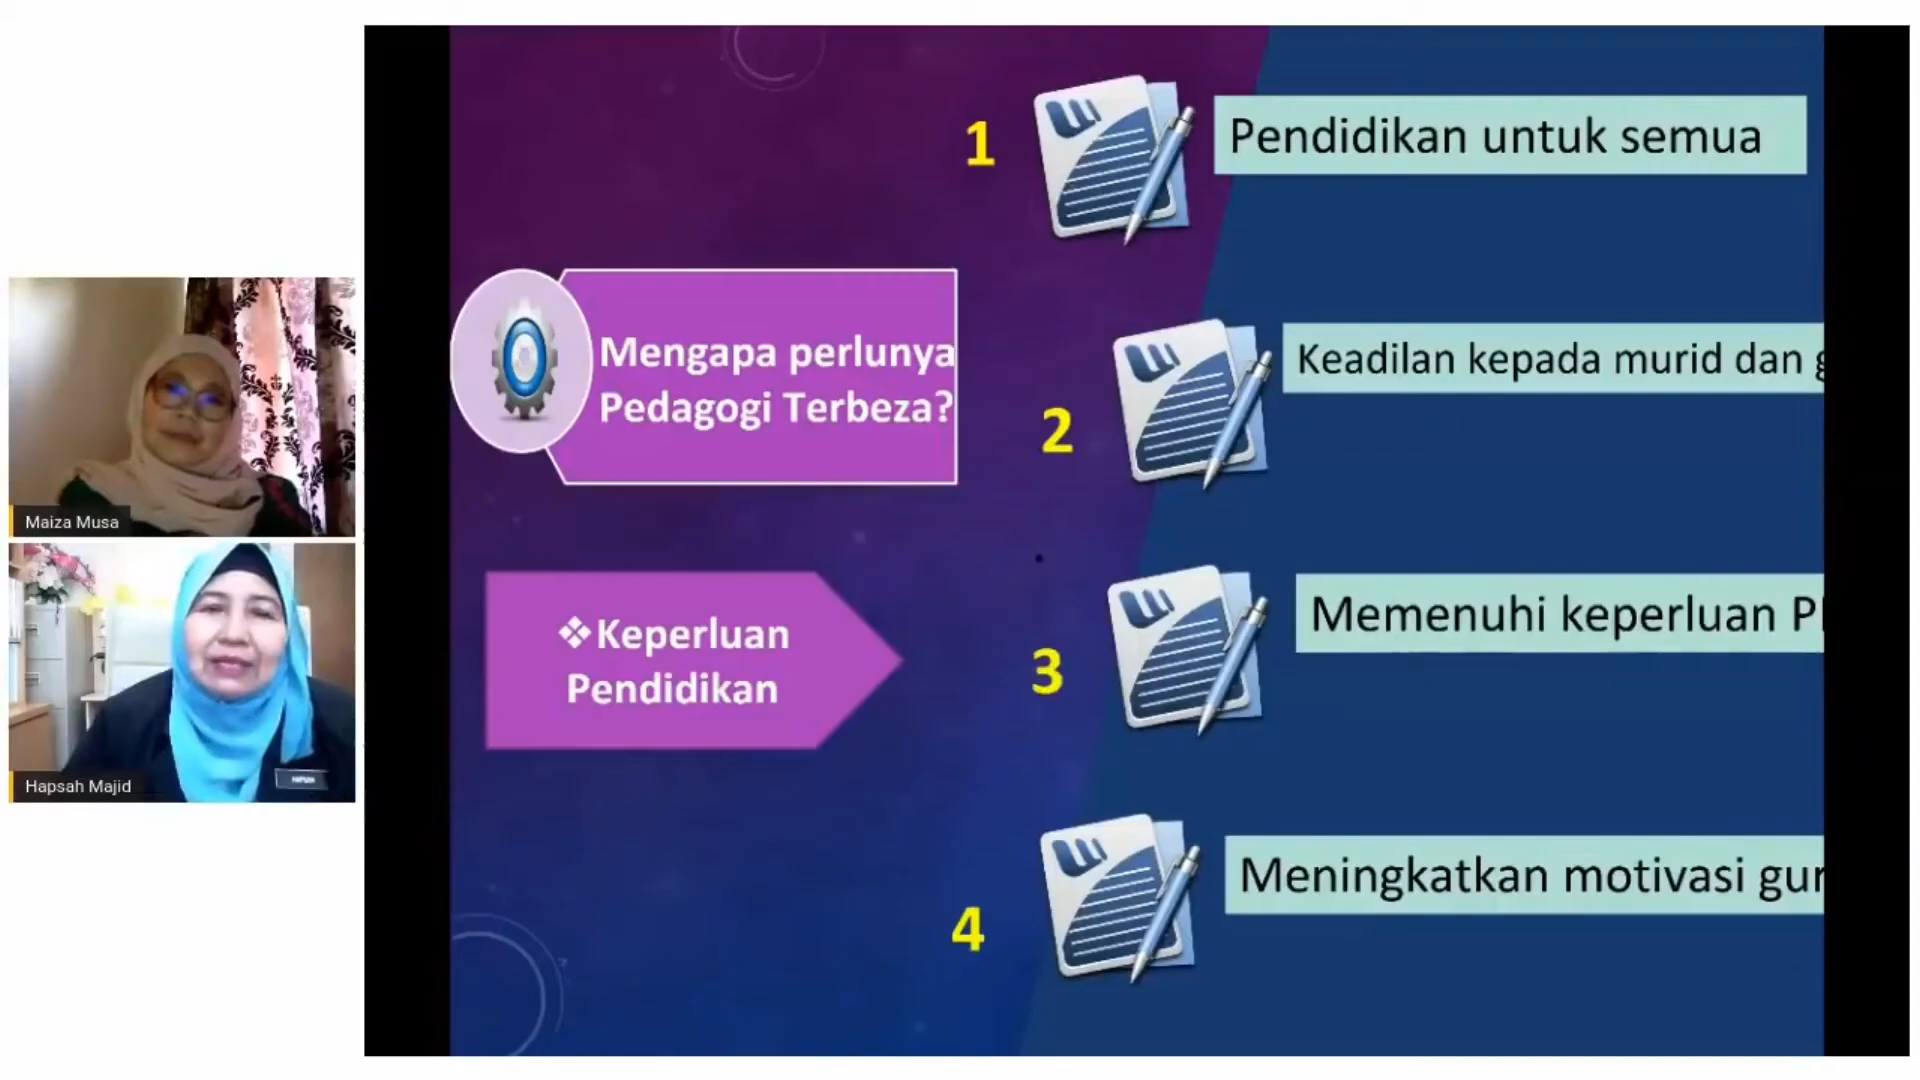 Maiza Musa
Hapsah Majid
Mengapa perlunya
Pedagogi Terbeza?
❖Keperluan
Pendidikan
1
Pendidikan untuk semua
2
Keadilan kepada murid dan
3
Memenuhi keperluan
4
Meningkatkan motivasi